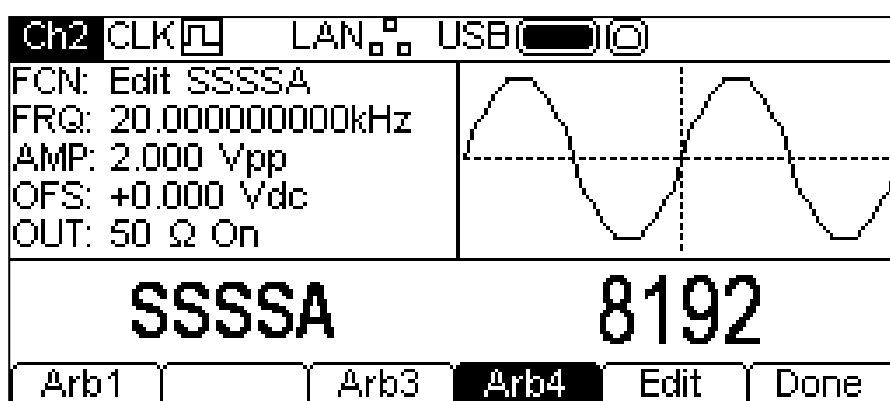 Ch2 CLK LAN USB
FCN: Edit SSSSA
FRQ: 20.000000000kHz
AMP: 2.000 Vpp
OFS: +0.000 Vdc
OUT: 50 Ω On
SSSSA 8192
Arb1 Arb3 Arb4 Edit Done